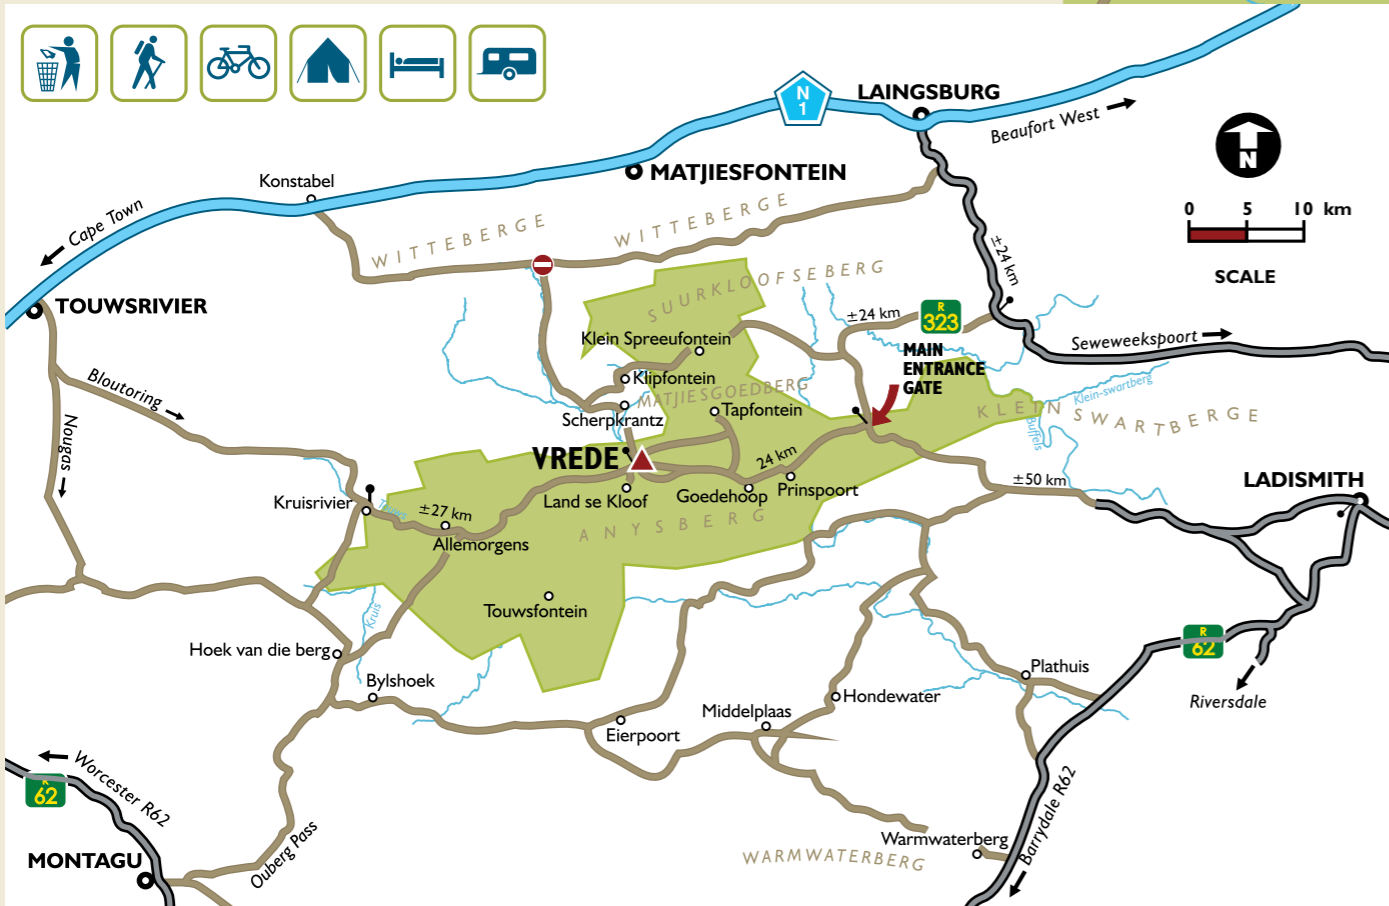 N
1
LAINGSBURG
Beaufort West
MATJIESFONTEIN
Konstabel
Cape Town
WITTEBERGE
WITTEBERGE
N
0 5 10 km
SCALE
±24 km
TOUWSRIVIER
SUURKLOOFSEBERG
±24 km
R
323
Klein Spreeufontein
MAIN
ENTRANCE
GATE
Seweweekspoort
Bloutoring
Klipfontein
MATJIESGOEDBERG
Klein-swartberg
Scherpkrantz
Tapfontein
KLEIN SWARTBERGE
Buffels
Nougas
VREDE
24 km
Prinspoort
±50 km
LADISMITH
Land se Kloof
Goedehoop
Kruisrivier
Touws
±27 km
ANYSBERG
Allemorgens
Touwsfontein
Kruis
Hoek van die berg
R
62
Plathuis
Bylshoek
Riversdale
Hondewater
Middelplaas
Eierpoort
Worcester R62
R
62
Barrydale R62
Ouberg Pass
Warmwaterberg
WARMWATERBERG
MONTAGU